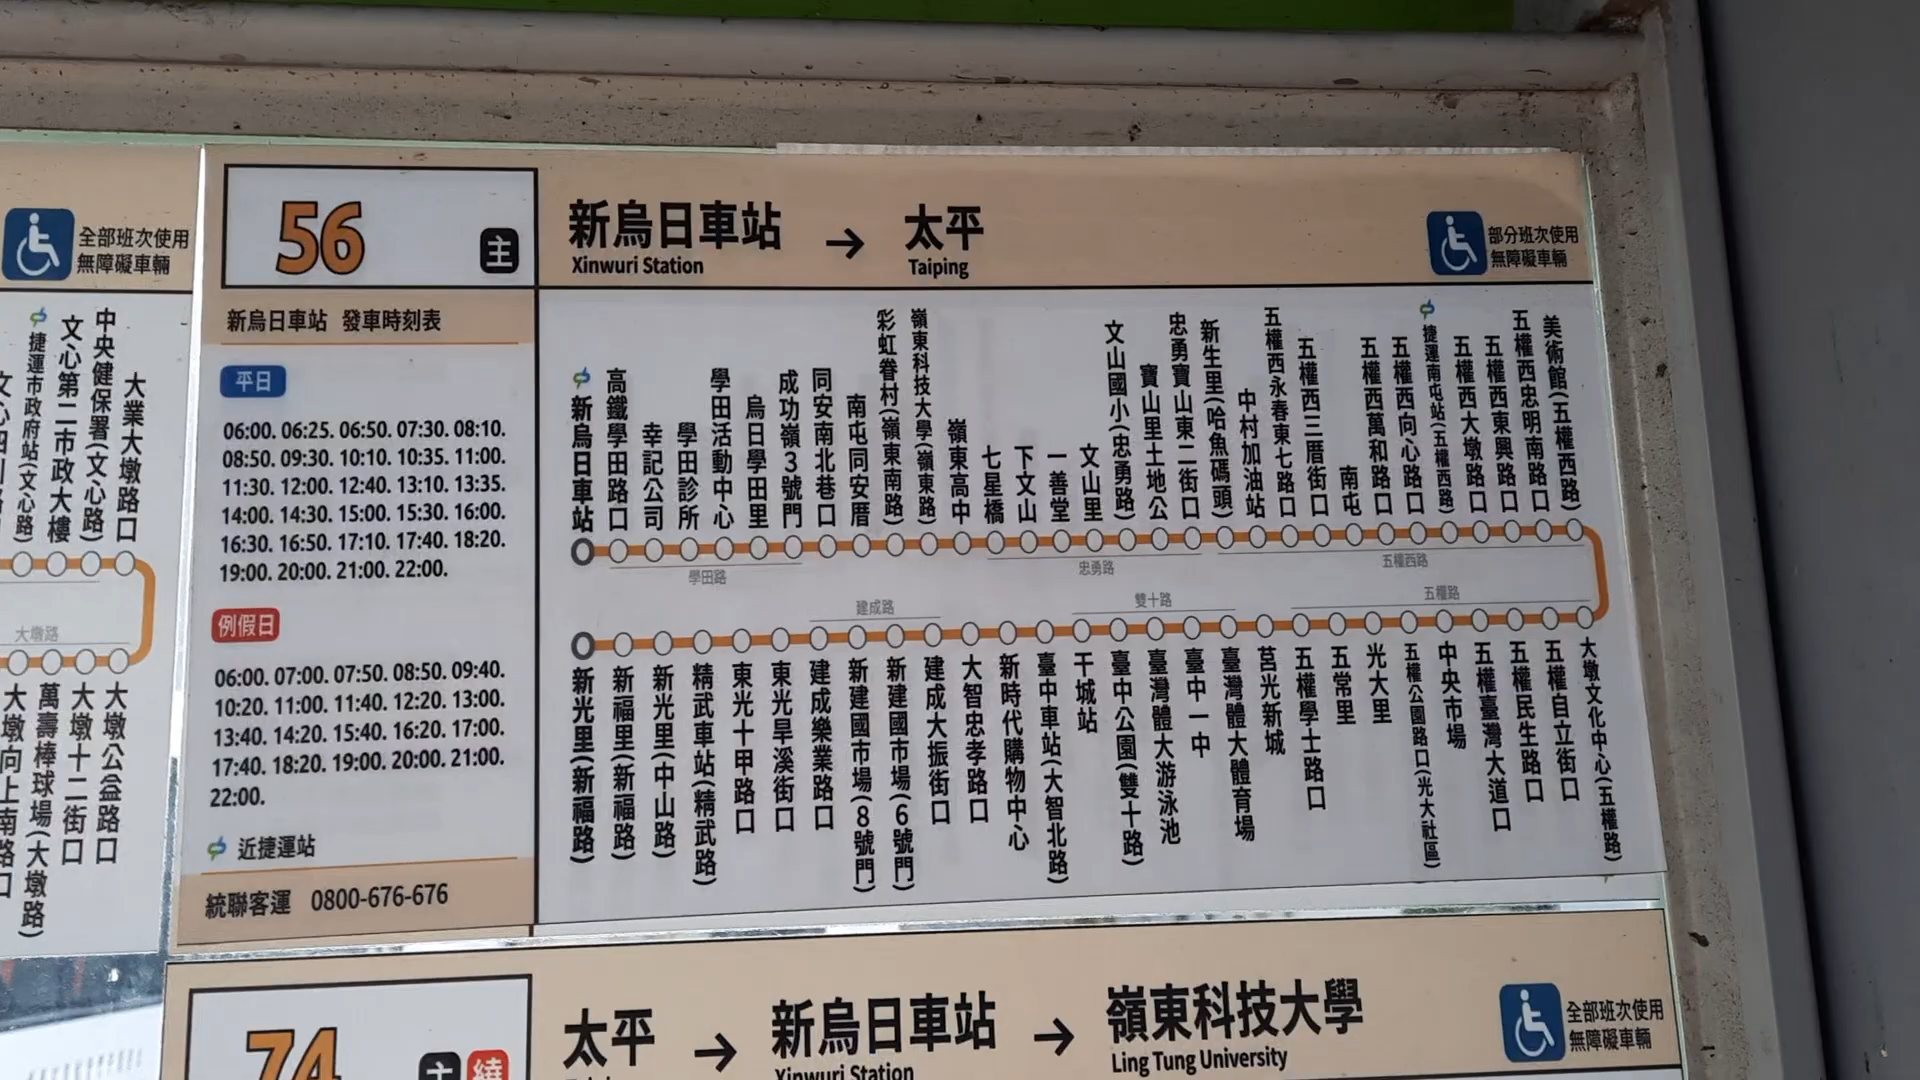 全部班次使用
無障礙車輛
捷運市政府站(文心路)
文心第二市政大樓
中央健保署(文心路)
大業大墩路口
大墩路
萬壽棒球場(大墩路)
大墩十二街口
大墩公益路口
56 主
新烏日車站 → 太平
Xinwuri Station Taiping
部分班次使用
無障礙車輛
新烏日車站 發車時刻表
平日
06:00. 06:25. 06:50. 07:30. 08:10.
08:50. 09:30. 10:10. 10:35. 11:00.
11:30. 12:00. 12:40. 13:10. 13:35.
14:00. 14:30. 15:00. 15:30. 16:00.
16:30. 16:50. 17:10. 17:40. 18:20.
19:00. 20:00. 21:00. 22:00.
例假日
06:00. 07:00. 07:50. 08:50. 09:40.
10:20. 11:00. 11:40. 12:20. 13:00.
13:40. 14:20. 15:40. 16:20. 17:00.
17:40. 18:20. 19:00. 20:00. 21:00.
22:00.
近捷運站
統聯客運 0800-676-676
新烏日車站
高鐵學田路口
幸記公司
學田診所
學田活動中心
烏日學田里
成功嶺3號門
同安南北巷口
南屯同安厝
彩虹眷村(嶺東南路)
嶺東科技大學(嶺東路)
嶺東高中
七星橋
下文山
一善堂
文山里
文山國小(忠勇路)
寶山里土地公
忠勇寶山東二街口
新生里(哈魚碼頭)
中村加油站
五權西永春東七路口
五權西三厝街口
南屯
五權西萬和路口
五權西向心路口
捷運南屯站(五權西路)
五權西大墩路口
五權西東興路口
五權西忠明南路口
美術館(五權西路)
學田路
忠勇路
五權西路
建成路
雙十路
五權路
新光里(新福路)
新福里(新福路)
新光里(中山路)
精武車站(精武路)
東光十甲路口
東光旱溪街口
建成樂業路口
新建國市場(8號門)
新建國市場(6號門)
建成大振街口
大智忠孝路口
新時代購物中心
臺中車站(大智北路)
干城站
臺中公園(雙十路)
臺灣體大游泳池
臺中一中
臺灣體大體育場
莒光新城
五權學士路口
五常里
光大里
五權公園路口(光大社區)
中央市場
五權臺灣大道口
五權民生路口
五權自立街口
大墩文化中心(五權路)
74 主 繞
太平 → 新烏日車站 → 嶺東科技大學
Xinwuri Station Ling Tung University
全部班次使用
無障礙車輛